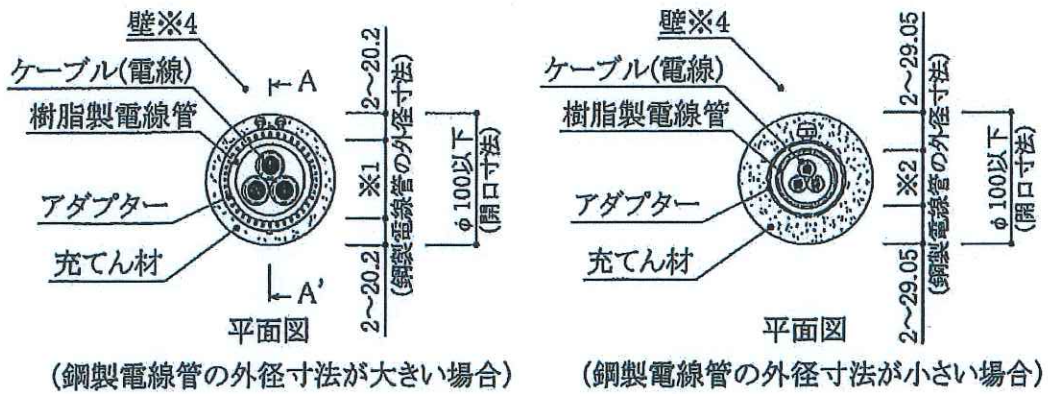 壁※4
ケーブル(電線)
樹脂製電線管
アダプター
充てん材
A
A'
2～20.2
※1
2～20.2
(鋼製電線管の外径寸法)
φ100以下
(開口寸法)
平面図
(鋼製電線管の外径寸法が大きい場合)
壁※4
ケーブル(電線)
樹脂製電線管
アダプター
充てん材
2～29.05
※2
2～29.05
(鋼製電線管の外径寸法)
φ100以下
(開口寸法)
平面図
(鋼製電線管の外径寸法が小さい場合)